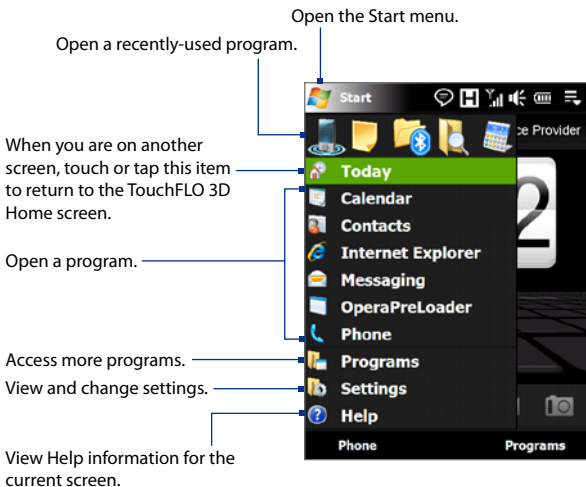 Open the Start menu.
Open a recently-used program.
When you are on another
screen, touch or tap this item
to return to the TouchFLO 3D
Home screen.
Open a program.
Access more programs.
View and change settings.
View Help information for the
current screen.
Start
H
ce Provider
Today
2
Calendar
Contacts
Internet Explorer
Messaging
OperaPreLoader
Phone
Programs
Settings
Help
Phone
Programs